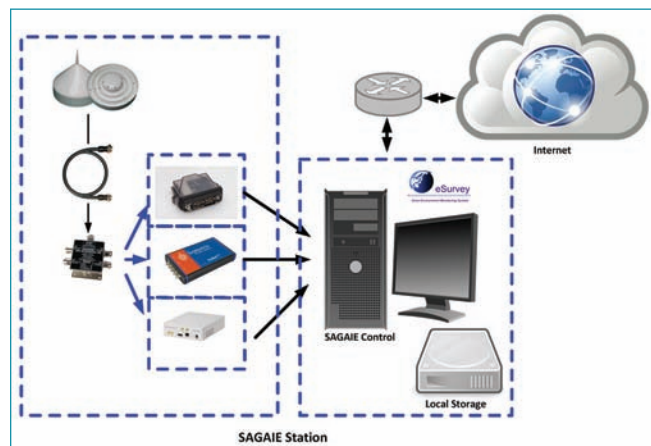 Internet
eSurvey
SAGAIE Control
Local Storage
SAGAIE Station